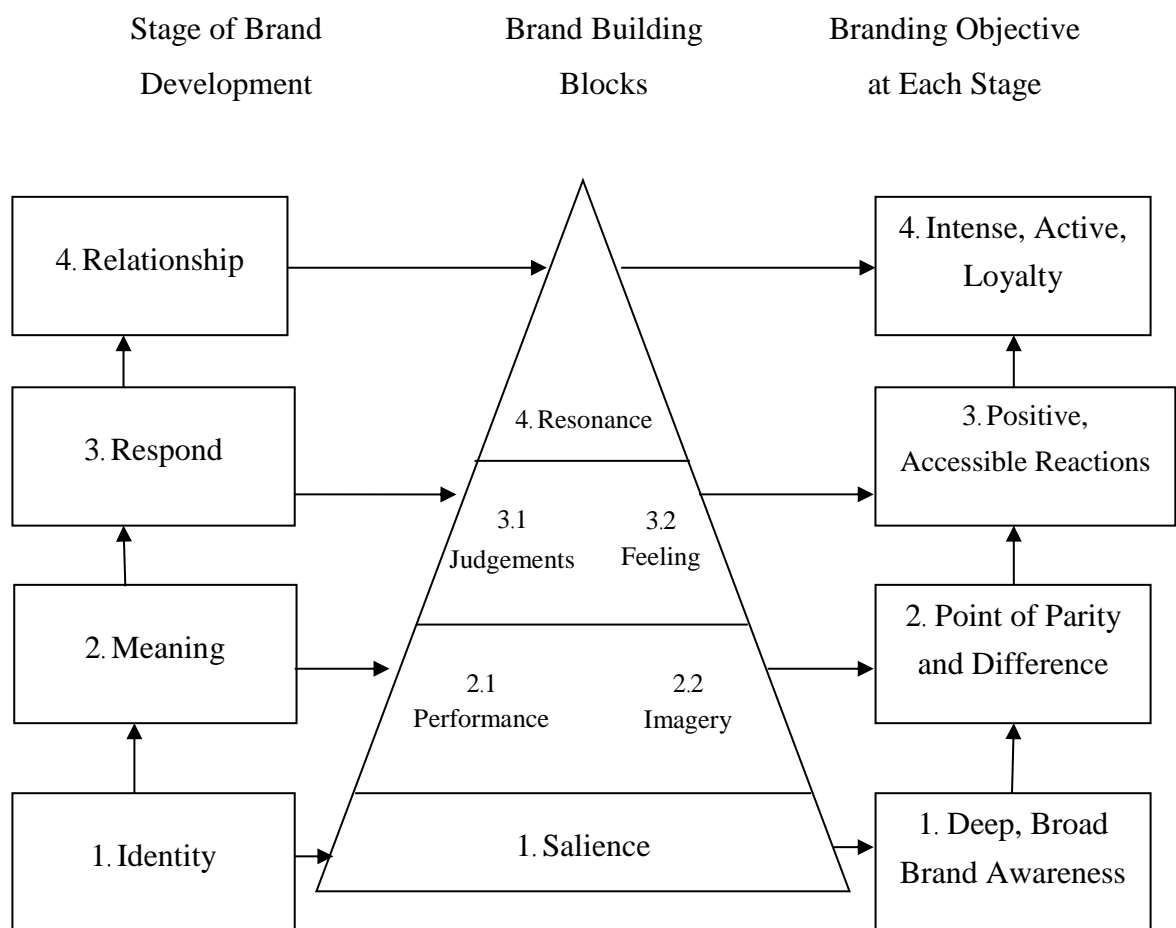 Stage of Brand
Development
Brand Building
Blocks
Branding Objective
at Each Stage
4. Relationship
4. Intense, Active,
Loyalty
4. Resonance
3. Respond
3. Positive,
Accessible Reactions
3.1
Judgements
3.2
Feeling
2. Meaning
2. Point of Parity
and Difference
2.1
Performance
2.2
Imagery
1. Identity
1. Salience
1. Deep, Broad
Brand Awareness